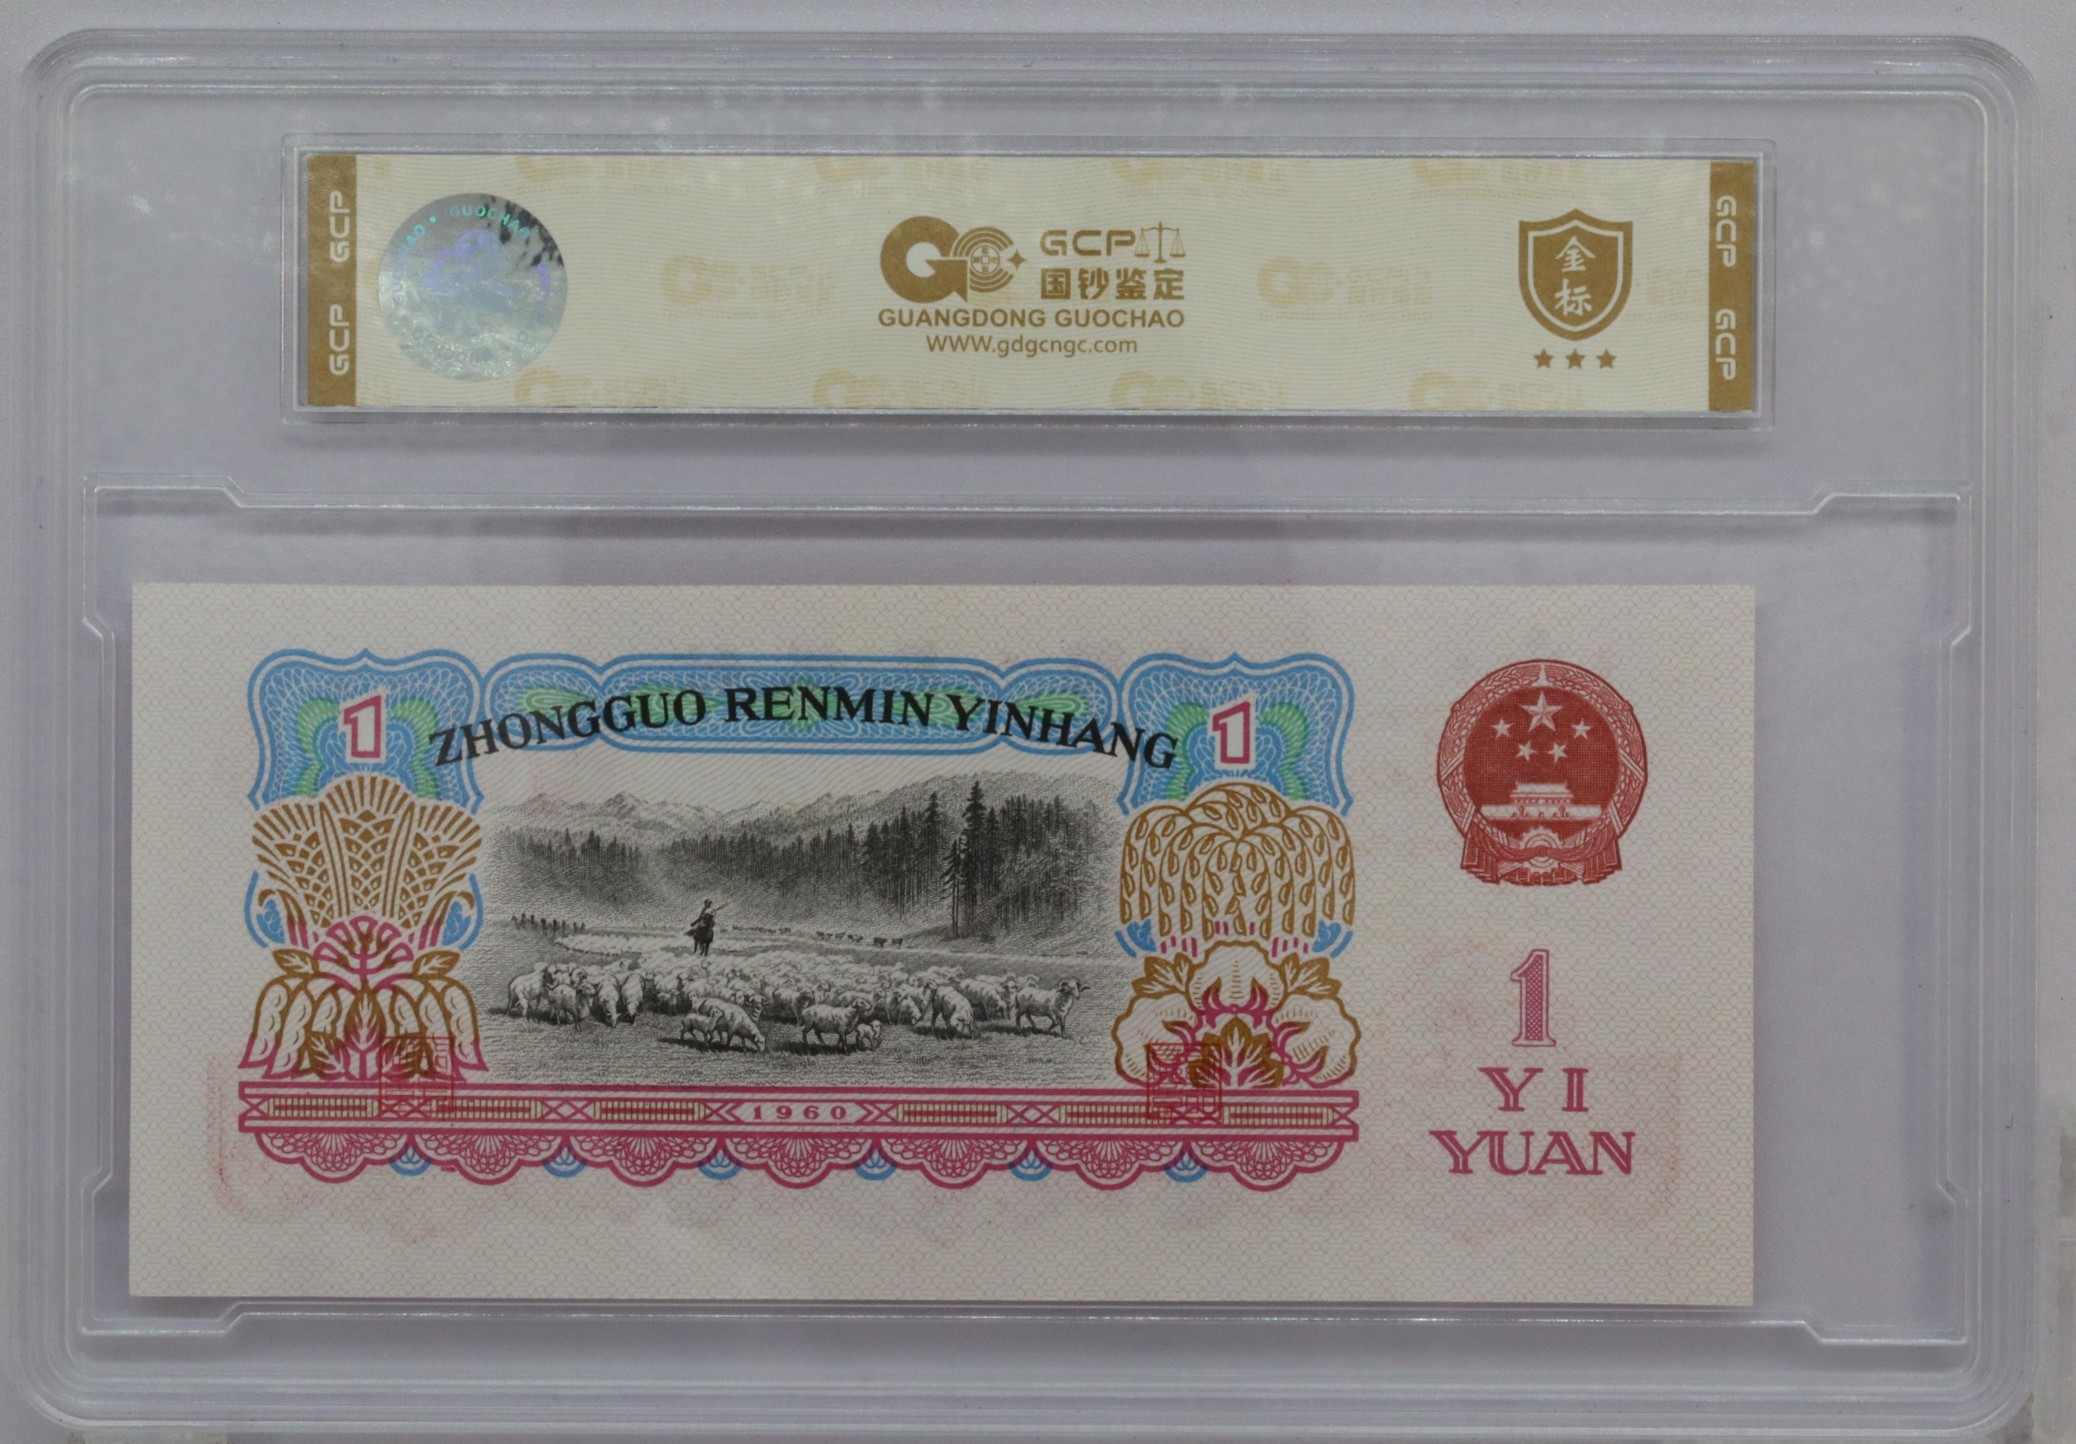 GCP GCP
GUOCHAO
GCP
国钞鉴定
GUANGDONG GUOCHAO
WWW.gdgcngc.com
金
标
GCP GCP
ZHONGGUO RENMIN YINHANG
1
1
1960
1
YI
YUAN